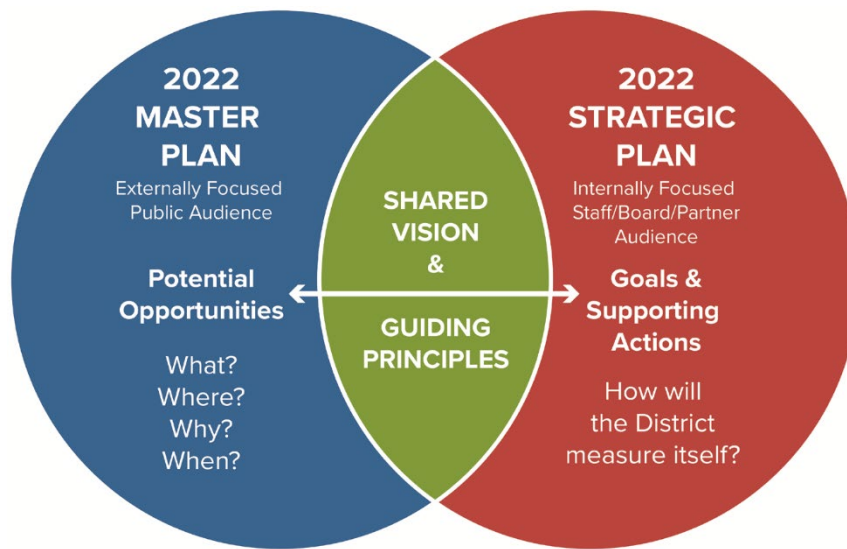 2022
MASTER
PLAN
Externally Focused
Public Audience
Potential
Opportunities
What?
Where?
Why?
When?
SHARED
VISION
&
GUIDING
PRINCIPLES
2022
STRATEGIC
PLAN
Internally Focused
Staff/Board/Partner
Audience
Goals &
Supporting
Actions
How will
the District
measure itself?